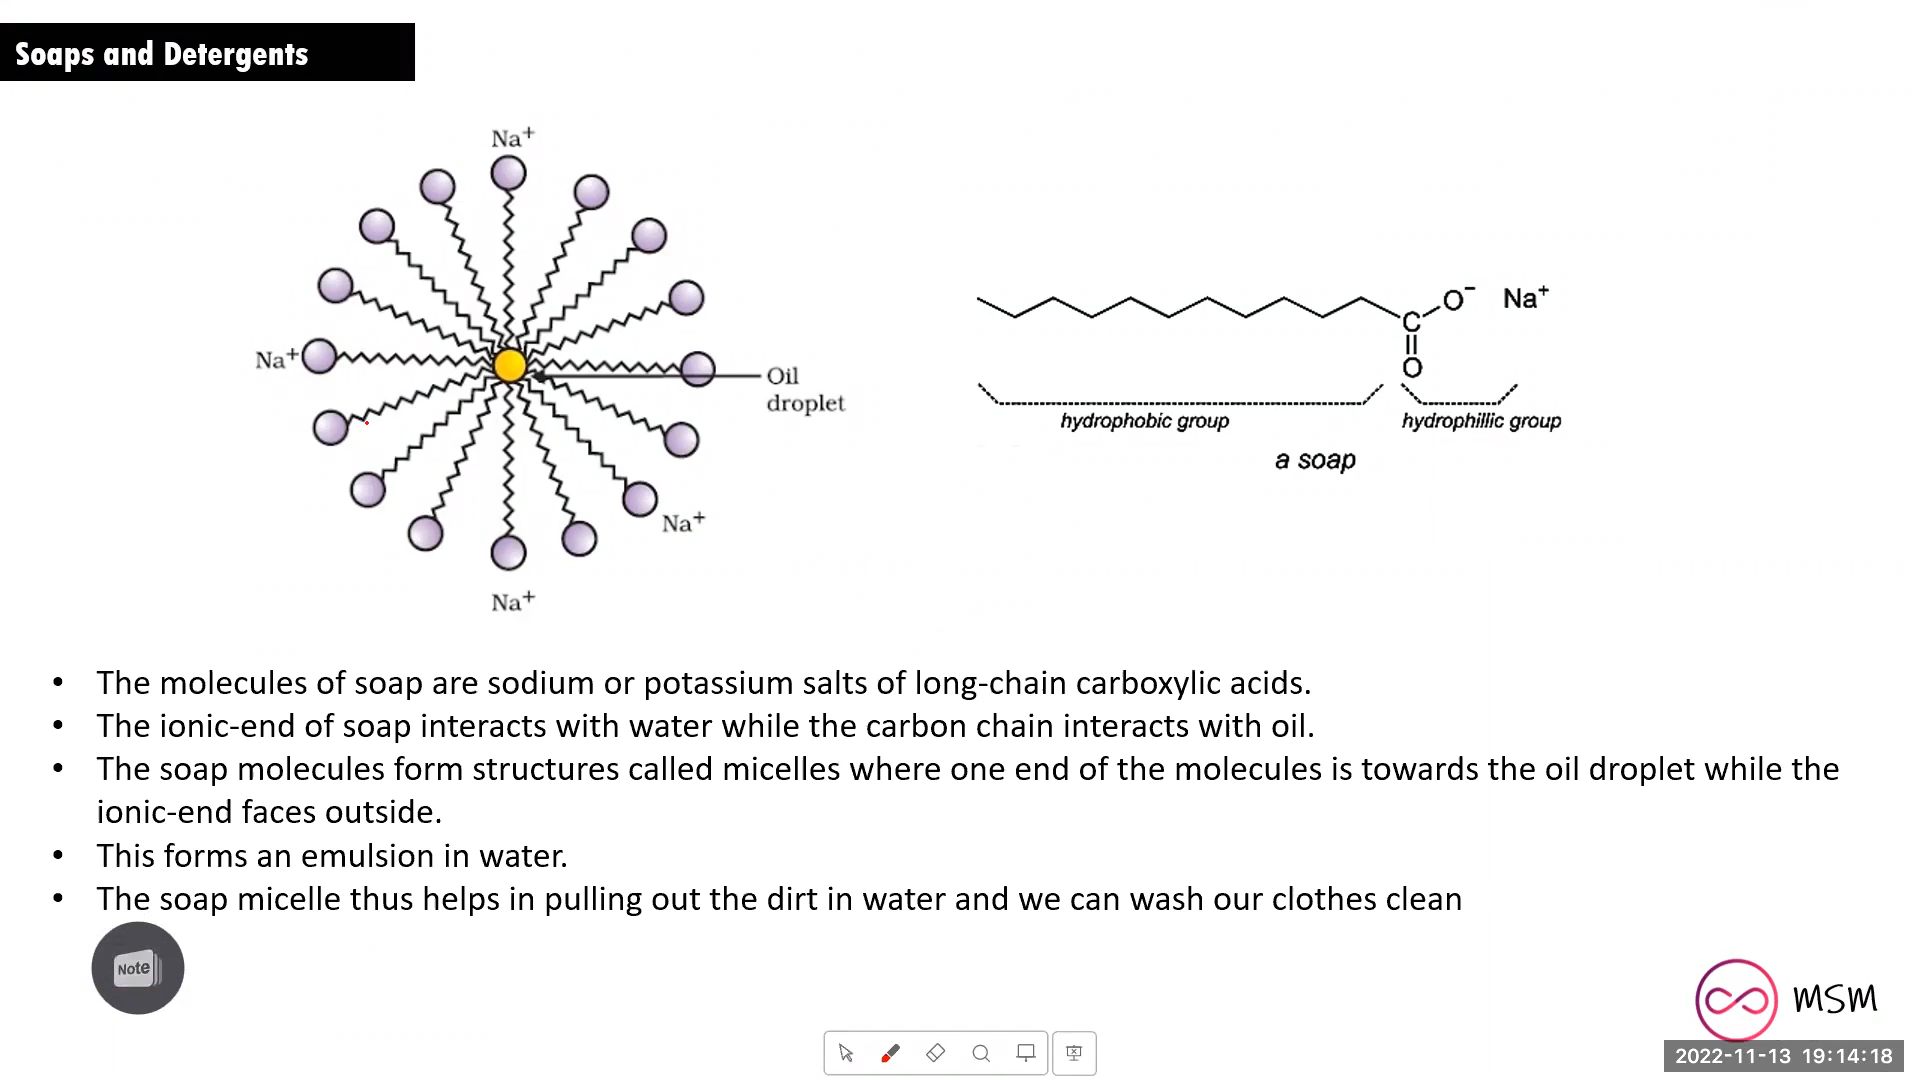 Soaps and Detergents
Na⁺
Na⁺
Oil
droplet
Na⁺
Na⁺
O⁻ Na⁺
C
O
hydrophobic group
hydrophillic group
a soap
• The molecules of soap are sodium or potassium salts of long-chain carboxylic acids.
• The ionic-end of soap interacts with water while the carbon chain interacts with oil.
• The soap molecules form structures called micelles where one end of the molecules is towards the oil droplet while the
ionic-end faces outside.
• This forms an emulsion in water.
• The soap micelle thus helps in pulling out the dirt in water and we can wash our clothes clean
Note
MSM
2022-11-13 19:14:18